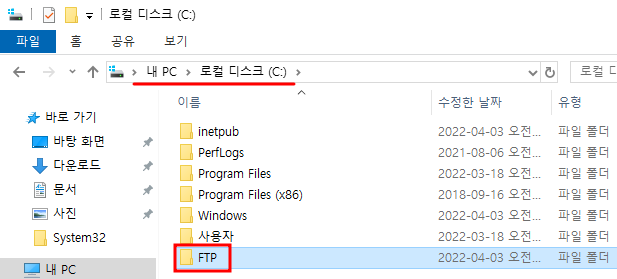 로컬 디스크 (C:)
파일 홈 공유 보기
내 PC 로컬 디스크 (C:) 로컬 디
이름 수정한 날짜 유형
바로 가기
바탕 화면
다운로드
문서
사진
System32
내 PC
inetpub 2022-04-03 오전... 파일 폴더
PerfLogs 2021-08-06 오전... 파일 폴더
Program Files 2022-03-18 오전... 파일 폴더
Program Files (x86) 2018-09-16 오전... 파일 폴더
Windows 2022-04-03 오전... 파일 폴더
사용자 2022-03-18 오전... 파일 폴더
FTP 2022-04-03 오전... 파일 폴더